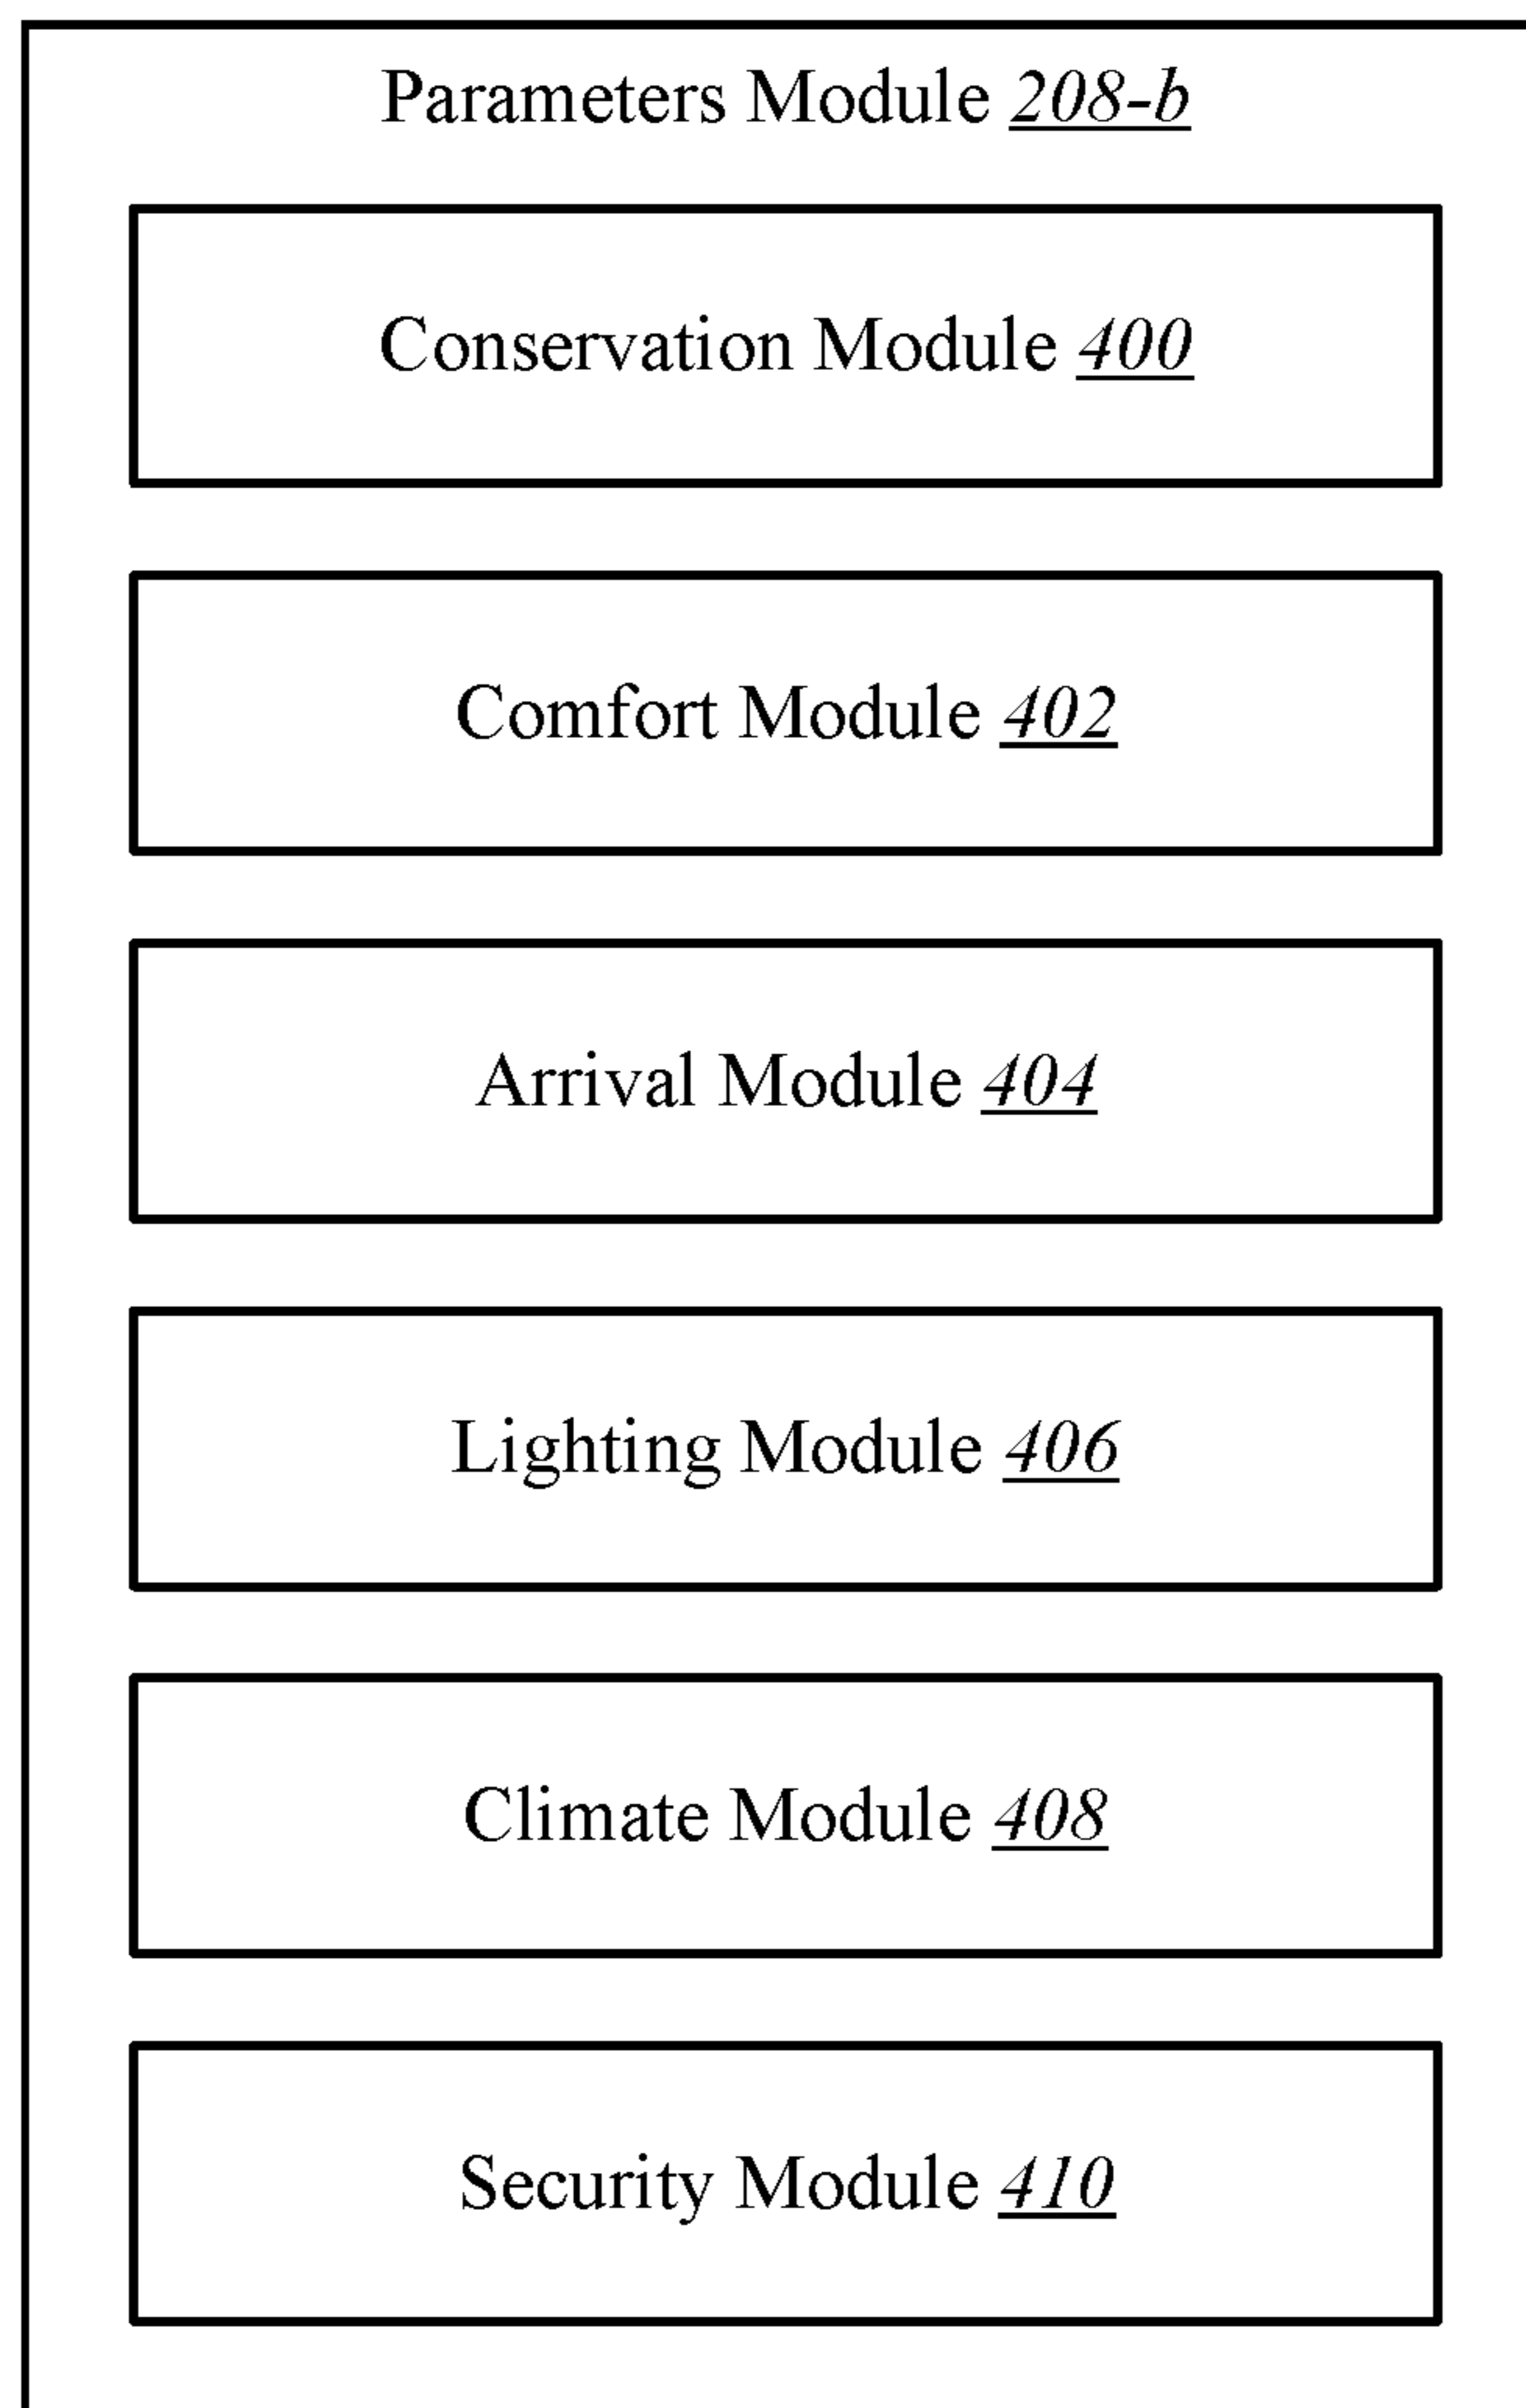 Parameters Module 208-b
Conservation Module 400
Comfort Module 402
Arrival Module 404
Lighting Module 406
Climate Module 408
Security Module 410